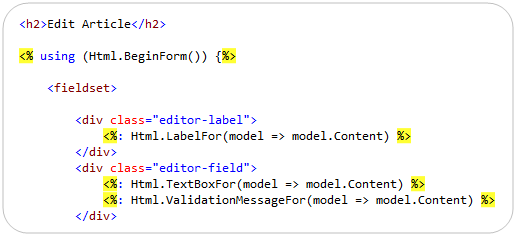 <h2>Edit Article</h2>
<% using (Html.BeginForm()) {%>
<fieldset>
<div class="editor-label">
<%: Html.LabelFor(model => model.Content) %>
</div>
<div class="editor-field">
<%: Html.TextBoxFor(model => model.Content) %>
<%: Html.ValidationMessageFor(model => model.Content) %>
</div>